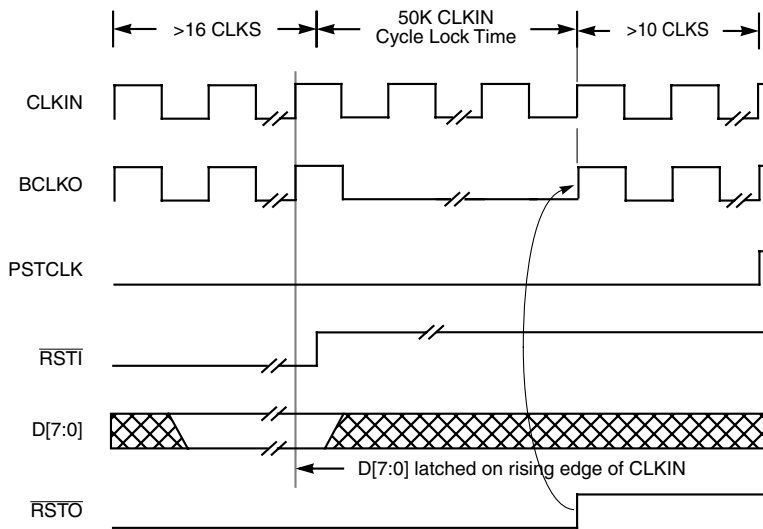 >16 CLKS
50K CLKIN
Cycle Lock Time
>10 CLKS
CLKIN
BCLKO
PSTCLK
RSTI
D[7:0]
D[7:0] latched on rising edge of CLKIN
RSTO